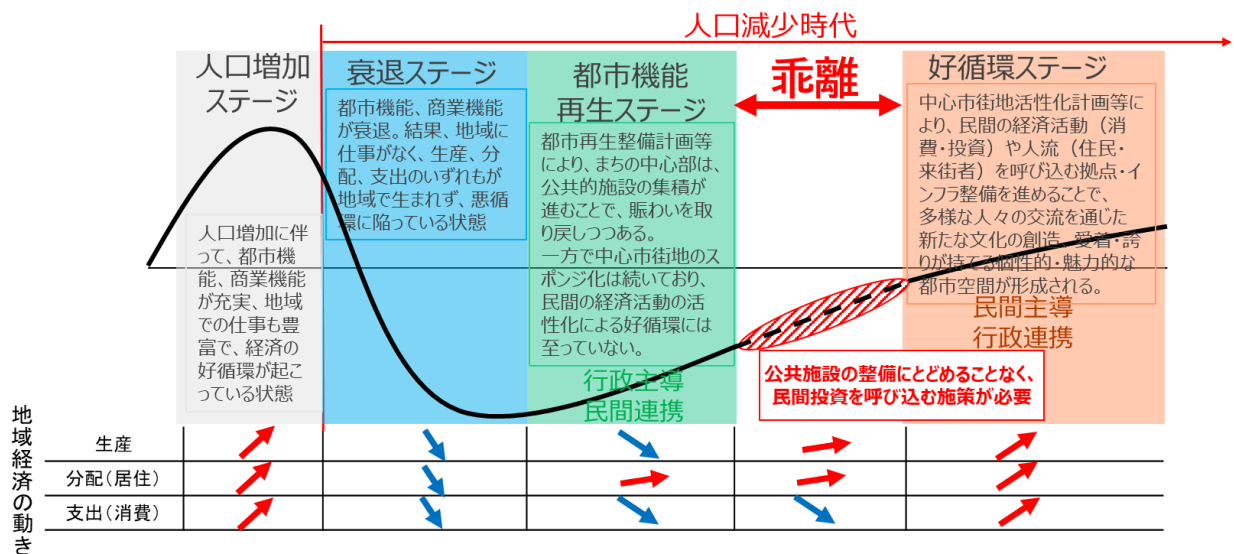 人口減少時代
人口増加
ステージ
人口増加に伴
って、都市機
能、商業機能
が充実、地域
での仕事も豊
富で、経済の
好循環が起こ
っている状態
衰退ステージ
都市機能、商業機能
が衰退。結果、地域に
仕事がなく、生産、分
配、支出のいずれもが
地域で生まれず、悪循
環に陥っている状態
都市機能
再生ステージ
都市再生整備計画等
により、まちの中心部は、
公共的施設の集積が
進むことで、賑わいを取
り戻しつつある。
一方で中心市街地のス
ポンジ化は続いており、
民間の経済活動の活
性化による好循環には
至っていない。
行政主導
民間連携
乖離
公共施設の整備にとどめることなく、
民間投資を呼び込む施策が必要
好循環ステージ
中心市街地活性化計画等に
より、民間の経済活動（消
費・投資）や人流（住民・
来街者）を呼び込む拠点・イ
ンフラ整備を進めることで、
多様な人々の交流を通じた
新たな文化の創造、愛着・誇
りが持てる個性的・魅力的な
都市空間が形成される。
民間主導
行政連携
地域経済の動き
生産
分配（居住）
支出（消費）